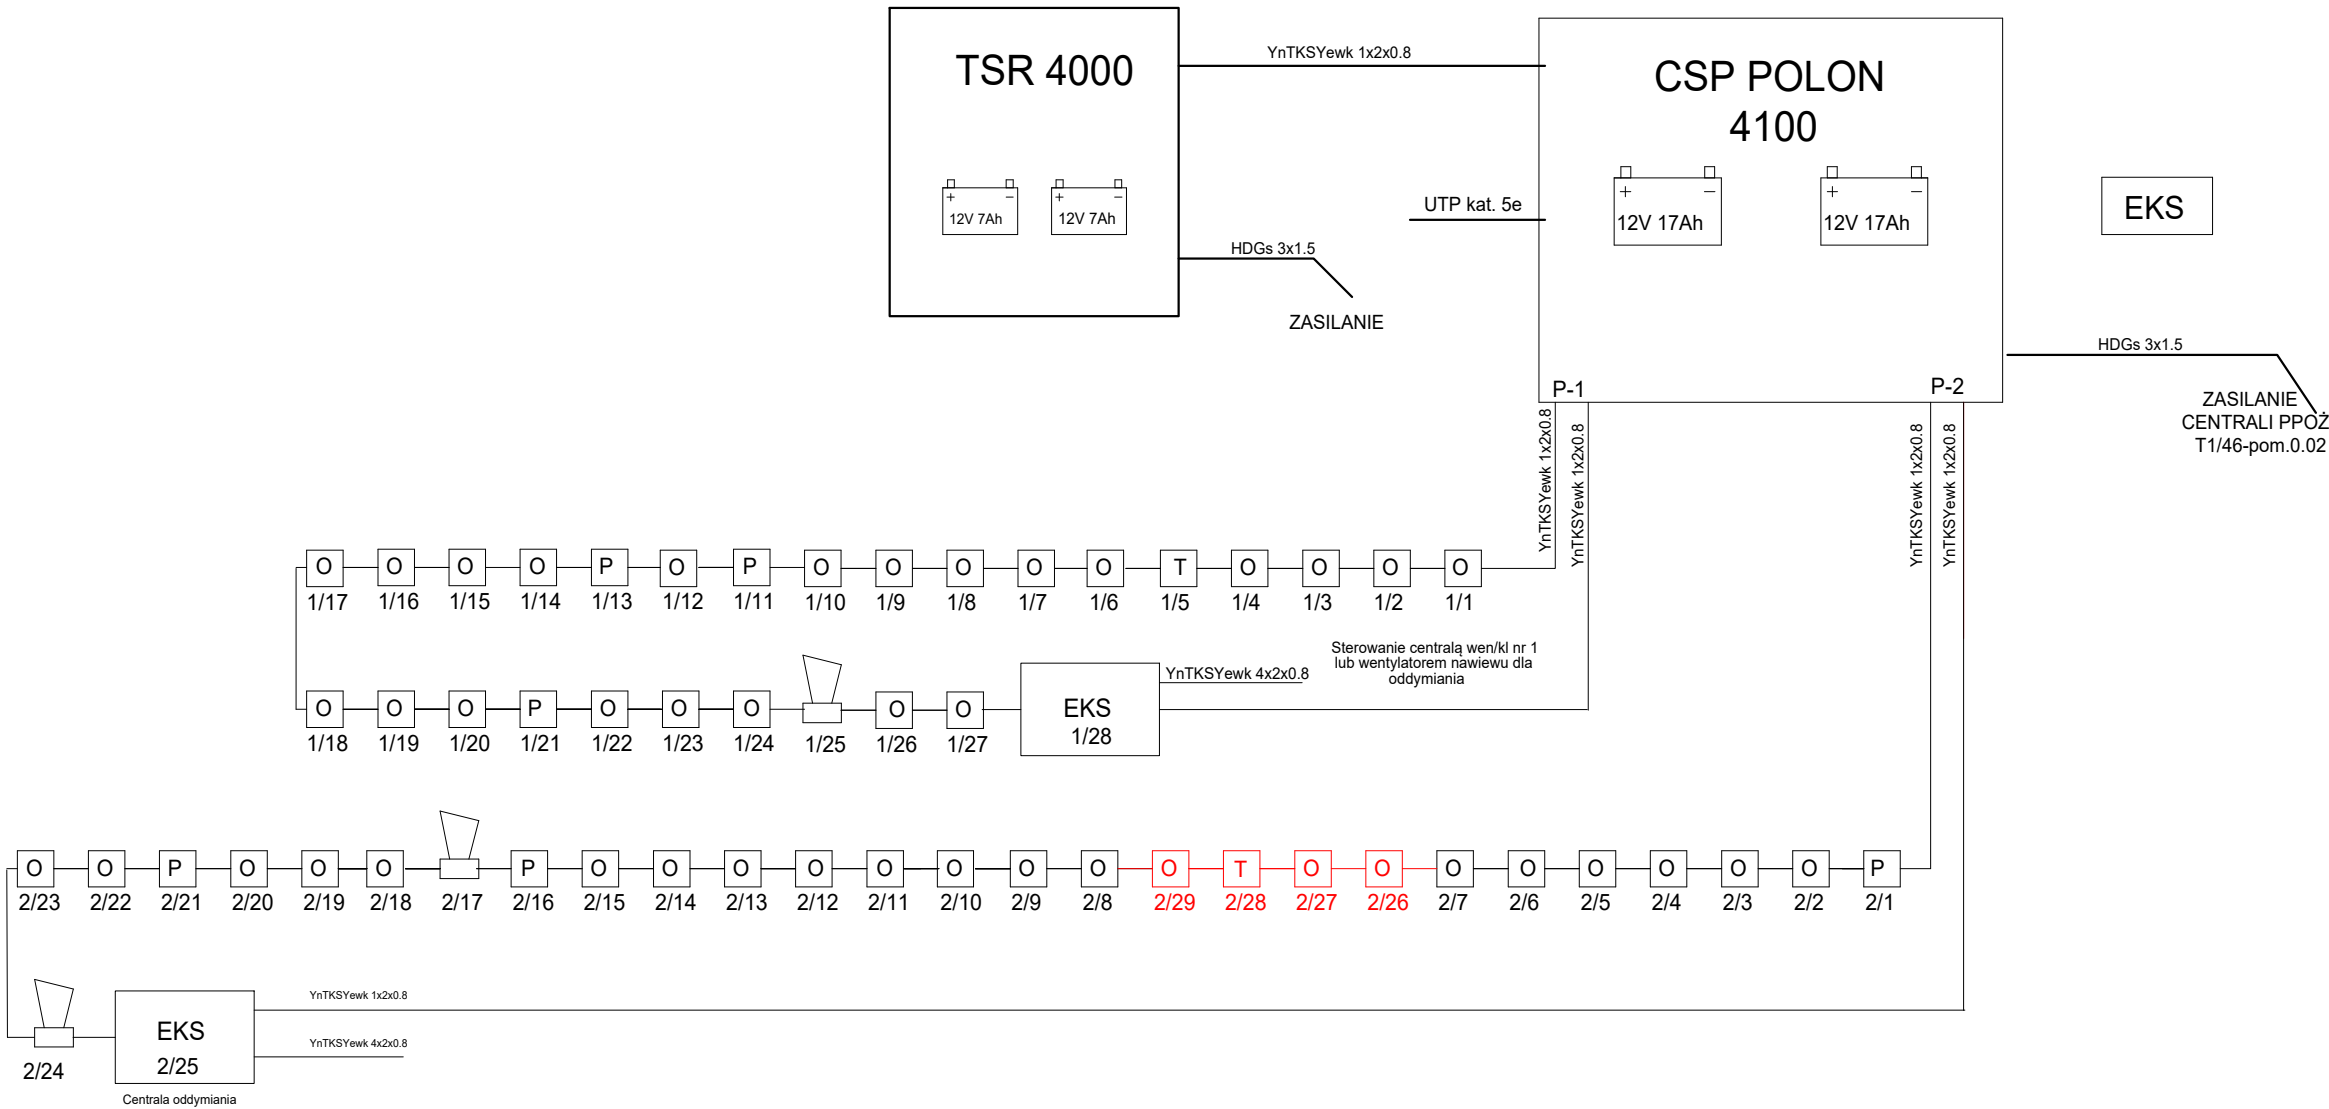 TSR 4000
+ −
12V 7Ah
+ −
12V 7Ah
YnTKSYewk 1x2x0.8
HDGs 3x1.5
ZASILANIE
UTP kat. 5e
CSP POLON
4100
+ −
12V 17Ah
+ −
12V 17Ah
P-1
P-2
EKS
HDGs 3x1.5
ZASILANIE
CENTRALI PPOŻ
T1/46-pom.0.02
YnTKSYewk 1x2x0.8
YnTKSYewk 1x2x0.8
YnTKSYewk 1x2x0.8
YnTKSYewk 1x2x0.8
O O O O P O P O O O O O T O O O O
1/17 1/16 1/15 1/14 1/13 1/12 1/11 1/10 1/9 1/8 1/7 1/6 1/5 1/4 1/3 1/2 1/1
Sterowanie centralą wen/kl nr 1
lub wentylatorem nawiewu dla
oddymiania
YnTKSYewk 4x2x0.8
O O O P O O O O O
EKS
1/28
1/18 1/19 1/20 1/21 1/22 1/23 1/24 1/25 1/26 1/27
O O P O O O P O O O O O O O O O T O O O O O O O O P
2/23 2/22 2/21 2/20 2/19 2/18 2/17 2/16 2/15 2/14 2/13 2/12 2/11 2/10 2/9 2/8 2/29 2/28 2/27 2/26 2/7 2/6 2/5 2/4 2/3 2/2 2/1
YnTKSYewk 1x2x0.8
YnTKSYewk 4x2x0.8
2/24
EKS
2/25
Centrala oddymiania